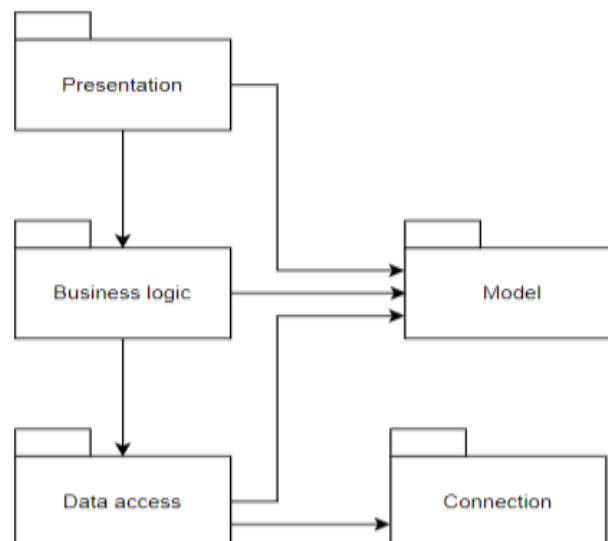 Presentation
Business logic
Model
Data access
Connection